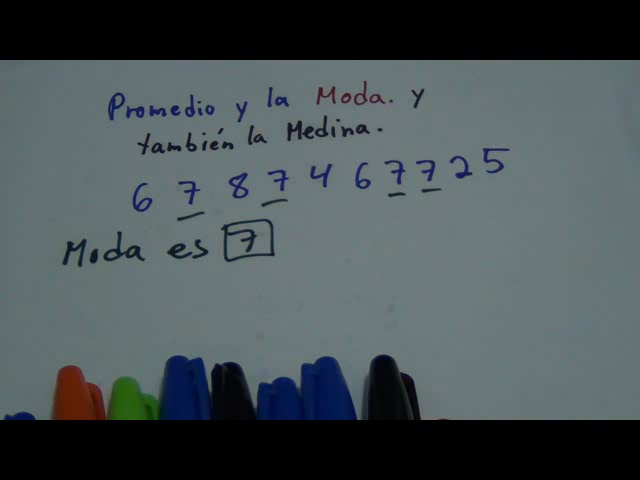 Promedio y la Moda. y
también la Medina.
6 7 8 7 4 6 7 7 2 5
Moda es 7